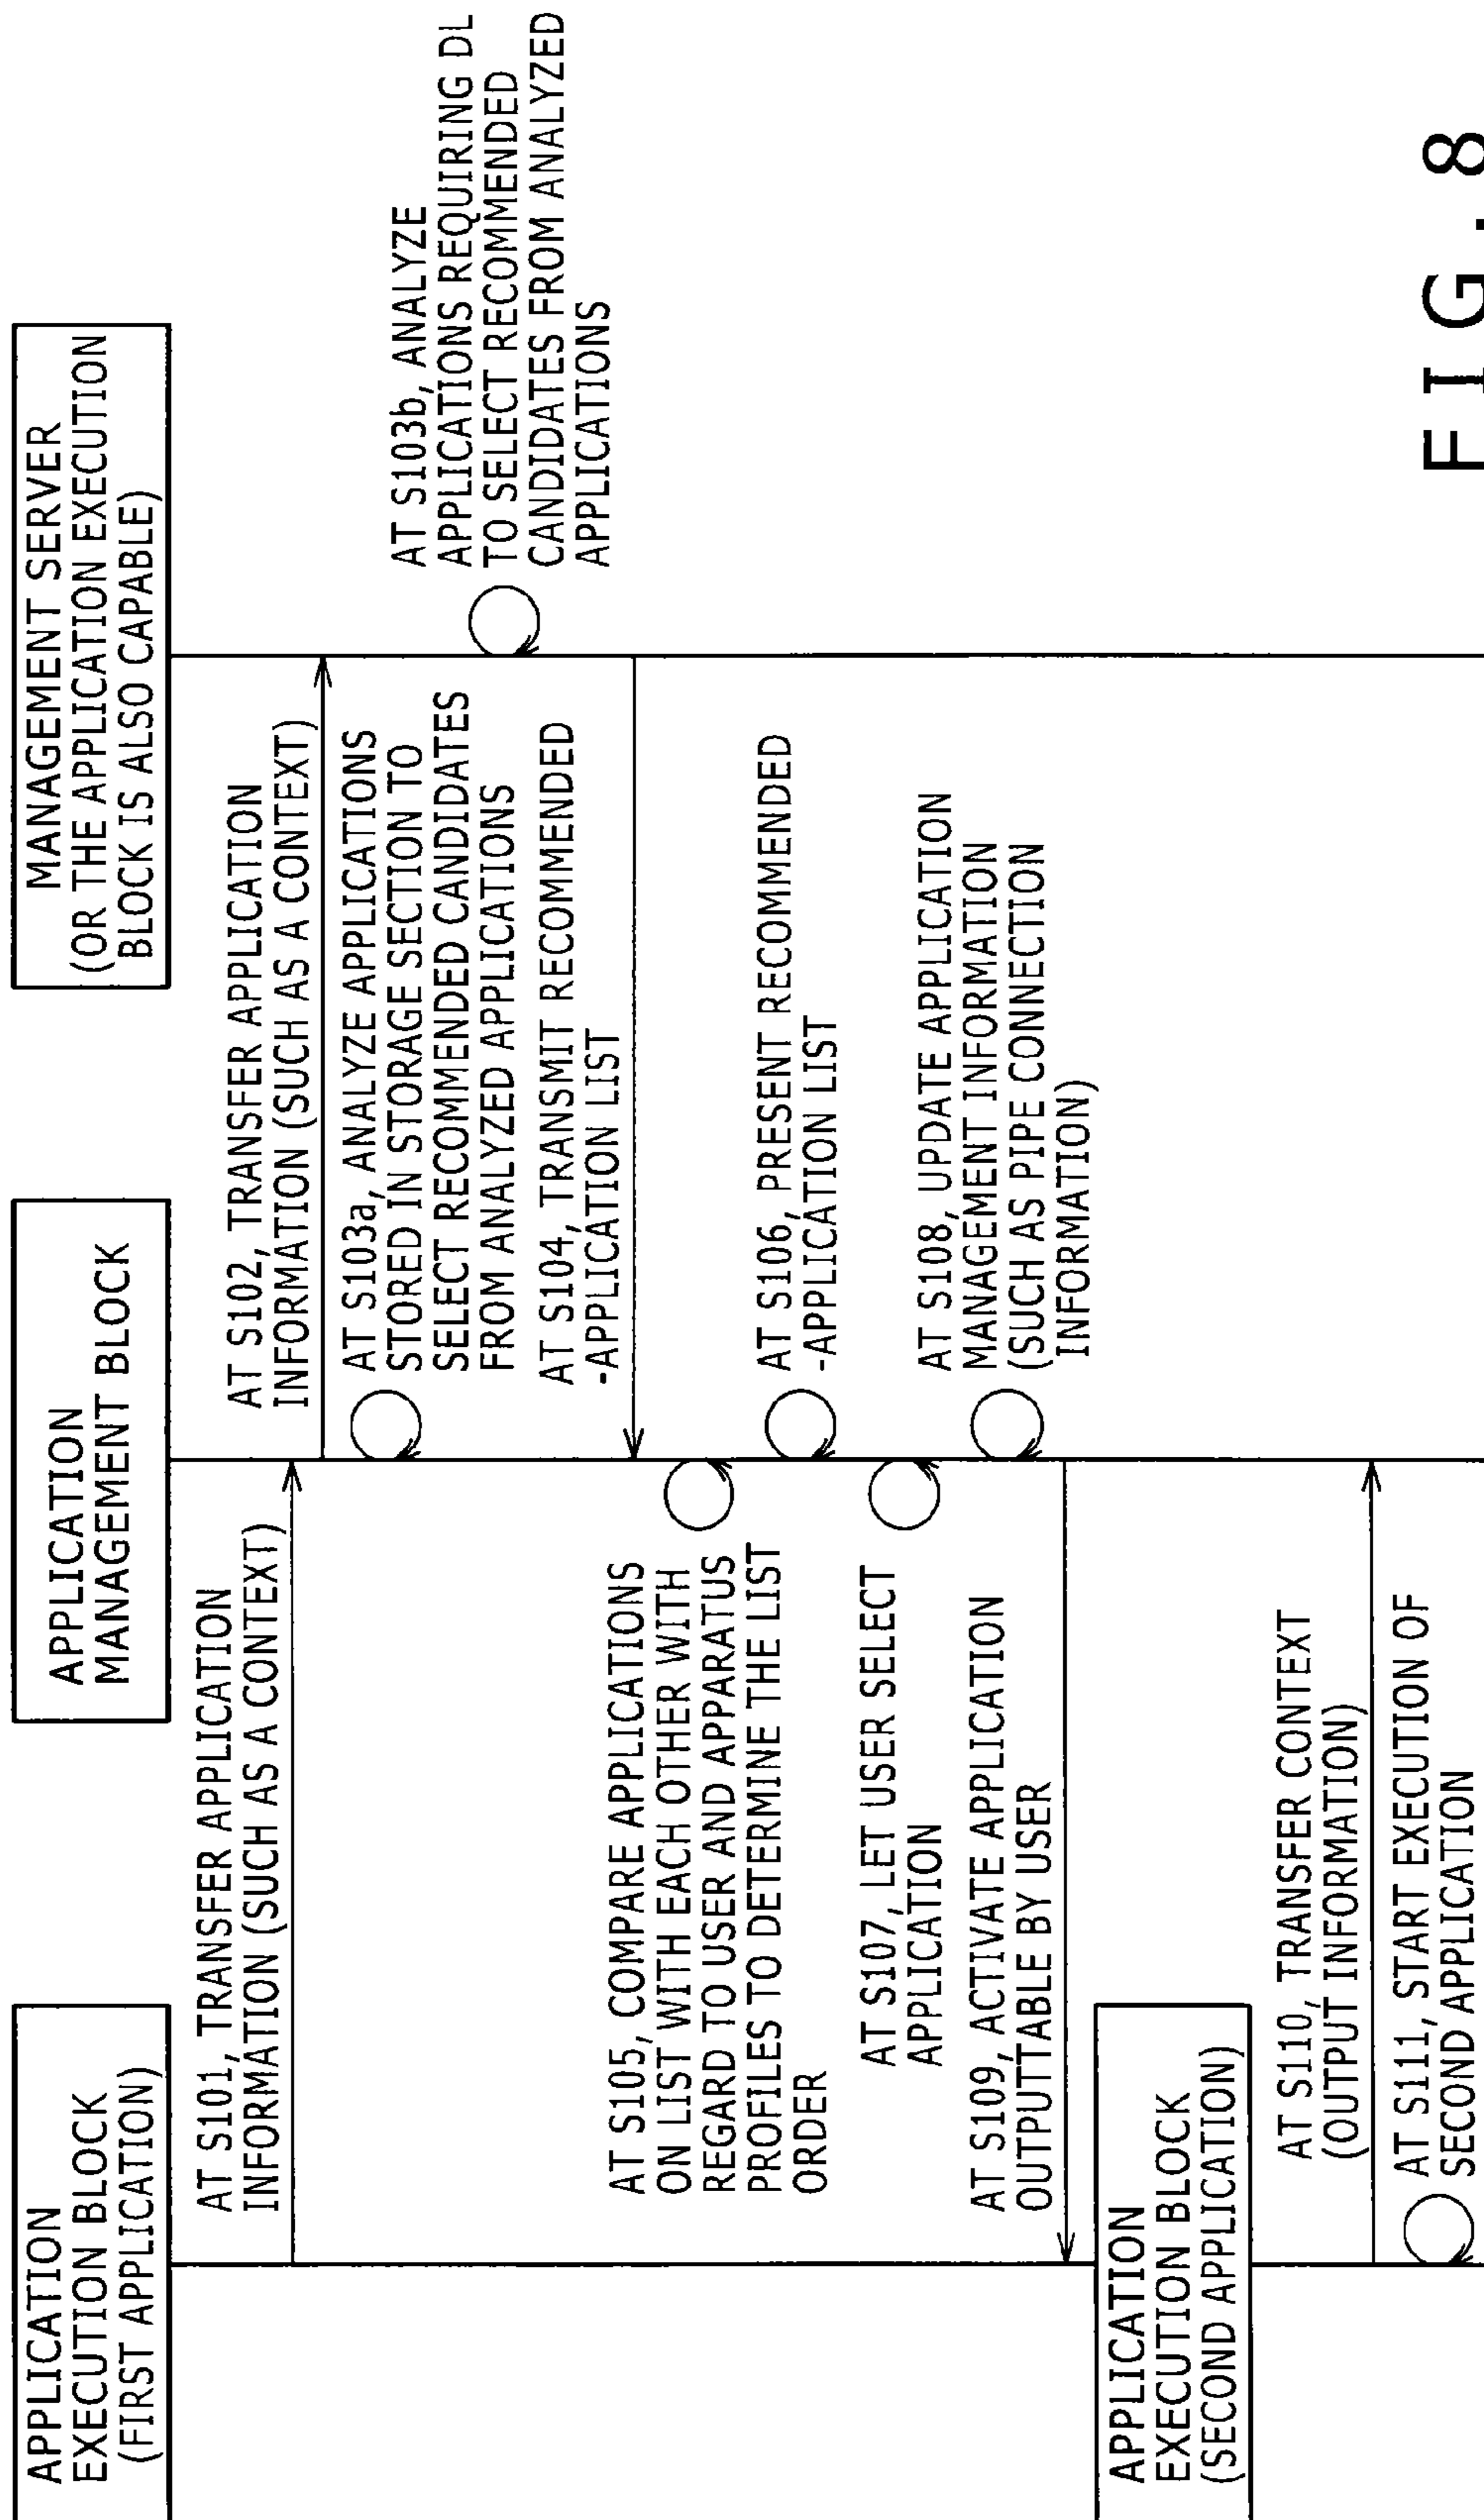 APPLICATION
EXECUTION BLOCK
(FIRST APPLICATION)
APPLICATION
MANAGEMENT BLOCK
MANAGEMENT SERVER
(OR THE APPLICATION EXECUTION
BLOCK IS ALSO CAPABLE)
AT S101, TRANSFER APPLICATION
INFORMATION (SUCH AS A CONTEXT)
AT S102, TRANSFER APPLICATION
INFORMATION (SUCH AS A CONTEXT)
AT S103a, ANALYZE APPLICATIONS
STORED IN STORAGE SECTION TO
SELECT RECOMMENDED CANDIDATES
FROM ANALYZED APPLICATIONS
AT S103b, ANALYZE
APPLICATIONS REQUIRING DL
TO SELECT RECOMMENDED
CANDIDATES FROM ANALYZED
APPLICATIONS
AT S104, TRANSMIT RECOMMENDED
-APPLICATION LIST
AT S105, COMPARE APPLICATIONS
ON LIST WITH EACH OTHER WITH
REGARD TO USER AND APPARATUS
PROFILES TO DETERMINE THE LIST
ORDER
AT S106, PRESENT RECOMMENDED
-APPLICATION LIST
AT S107, LET USER SELECT
APPLICATION
AT S108, UPDATE APPLICATION
MANAGEMENT INFORMATION
(SUCH AS PIPE CONNECTION
INFORMATION)
AT S109, ACTIVATE APPLICATION
OUTPUTTABLE BY USER
APPLICATION
EXECUTION BLOCK
(SECOND APPLICATION)
AT S110, TRANSFER CONTEXT
(OUTPUT INFORMATION)
AT S111, START EXECUTION OF
SECOND APPLICATION
FIG. 8